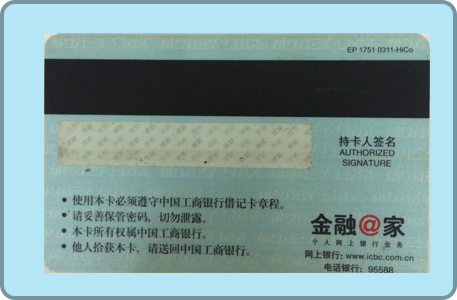 EP 1751 0311-HiCo
持卡人签名
AUTHORIZED
SIGNATURE
• 使用本卡必须遵守中国工商银行借记卡章程。
• 请妥善保管密码，切勿泄露。
• 本卡所有权属中国工商银行。
• 他人拾获本卡，请送回中国工商银行。
金融@家
个人网上银行业务
网上银行: www.icbc.com.cn
电话银行: 95588